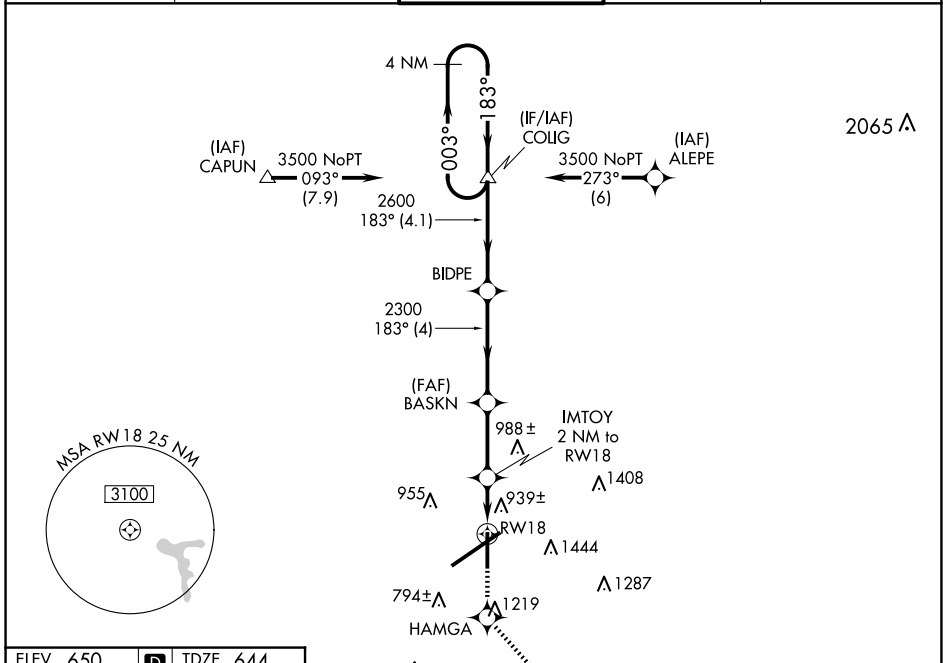 4 NM
183°
003°
(IF/IAF)
COLIG
2065
(IAF)
CAPUN
3500 NoPT
093°
(7.9)
3500 NoPT
273°
(6)
(IAF)
ALEPE
2600
183° (4.1)
BIDPE
2300
183° (4)
(FAF)
BASKN
988±
IMTOY
2 NM to
RW18
1408
955
939±
RW18
1444
1287
794±
1219
HAMGA
MSA RW18 25 NM
3100
ELEV 650 D TDZE 644